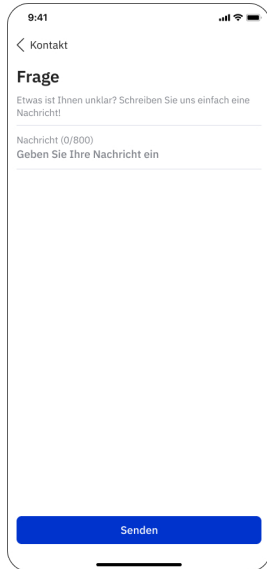 9:41
Kontakt
Frage
Etwas ist Ihnen unklar? Schreiben Sie uns einfach eine
Nachricht!
Nachricht (0/800)
Geben Sie Ihre Nachricht ein
Senden